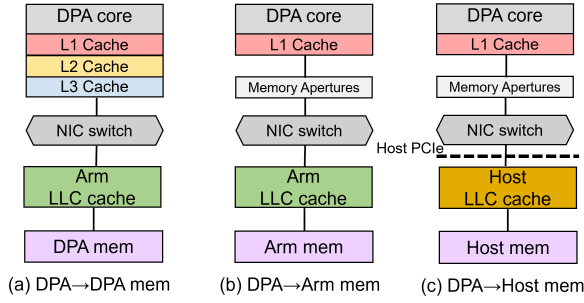 DPA core
L1 Cache
L2 Cache
L3 Cache
NIC switch
Arm
LLC cache
DPA mem
(a) DPA→DPA mem
DPA core
L1 Cache
Memory Apertures
NIC switch
Arm
LLC cache
Arm mem
(b) DPA→Arm mem
DPA core
L1 Cache
Memory Apertures
NIC switch
Host PCIe
Host
LLC cache
Host mem
(c) DPA→Host mem